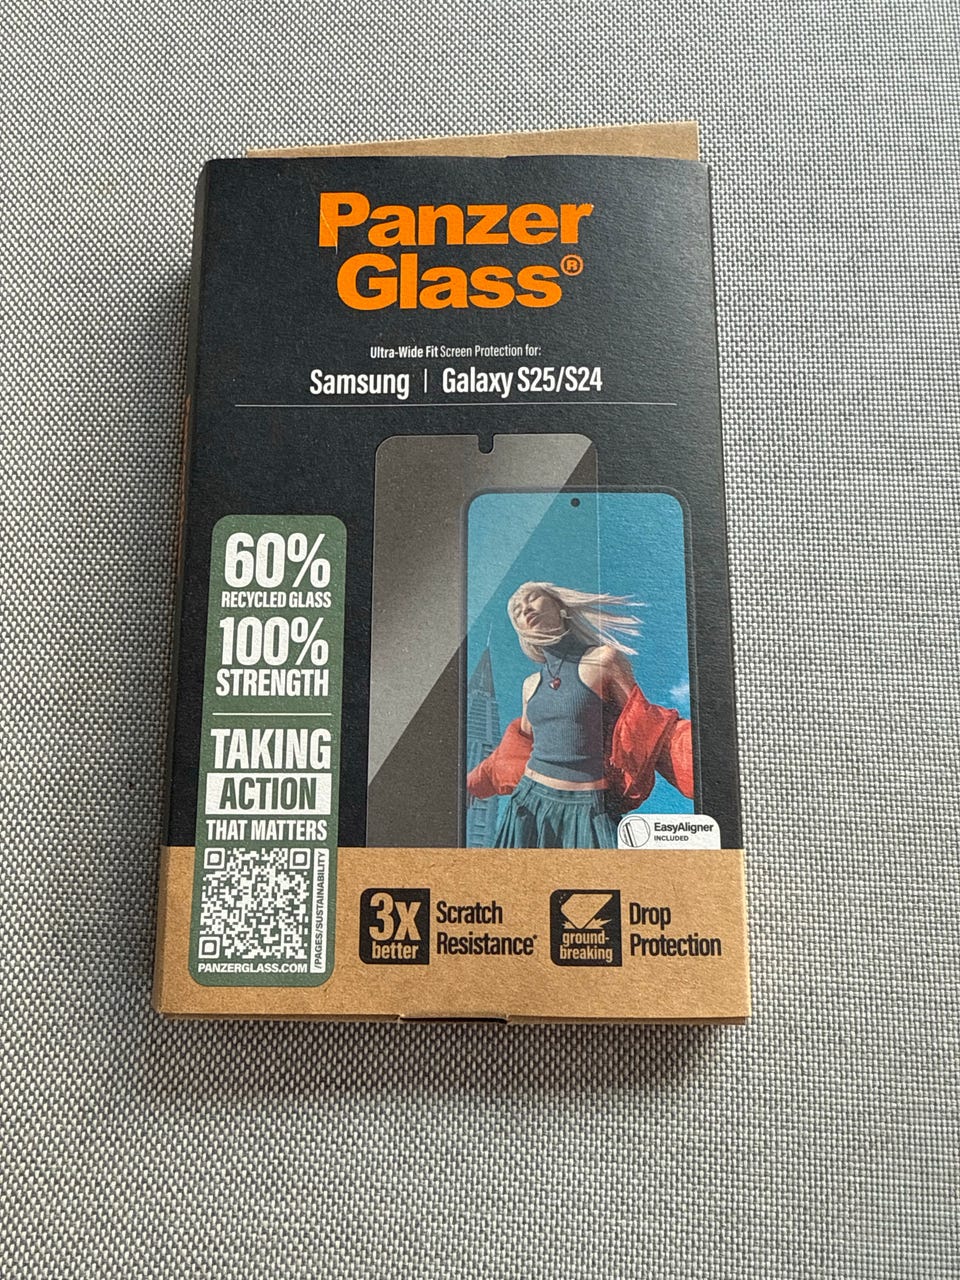 Panzer
Glass®
Ultra-Wide Fit Screen Protection for:
Samsung | Galaxy S25/S24
60%
RECYCLED GLASS
100%
STRENGTH
TAKING
ACTION
THAT MATTERS
PANZERGLASS.COM
/PAGES/SUSTAINABILITY
EasyAligner
INCLUDED
3x
better
Scratch
Resistance*
ground-
breaking
Drop
Protection